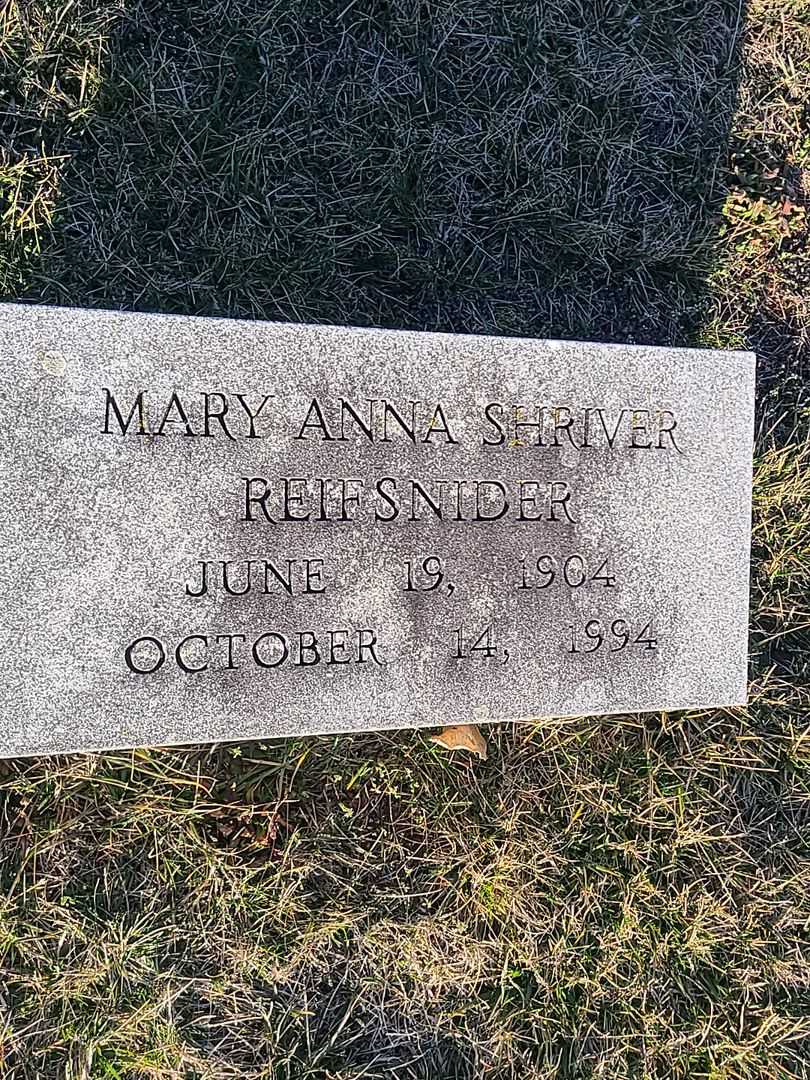 MARY ANNA SHRIVER
REIFSNIDER
JUNE 19, 1904
OCTOBER 14, 1994